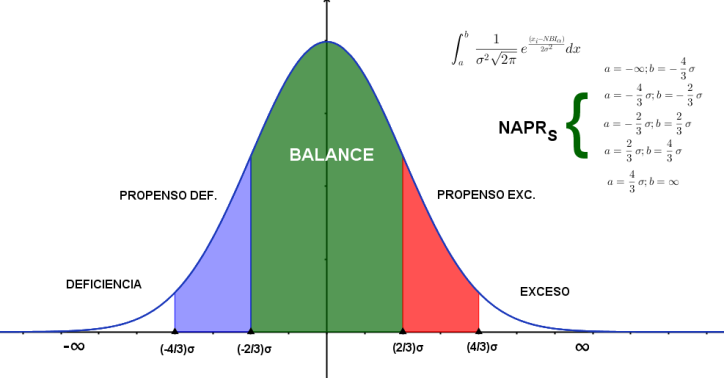 ∫_a^b 1/(σ²√(2π)) e^((x_i−NBI_α)/(2σ²)) dx
a = −∞; b = −4/3 σ
a = −4/3 σ; b = −2/3 σ
NAPR_S {
a = −2/3 σ; b = 2/3 σ
a = 2/3 σ; b = 4/3 σ
a = 4/3 σ; b = ∞
BALANCE
PROPENSO DEF.
PROPENSO EXC.
DEFICIENCIA
EXCESO
-∞ (-4/3)σ (-2/3)σ (2/3)σ (4/3)σ ∞